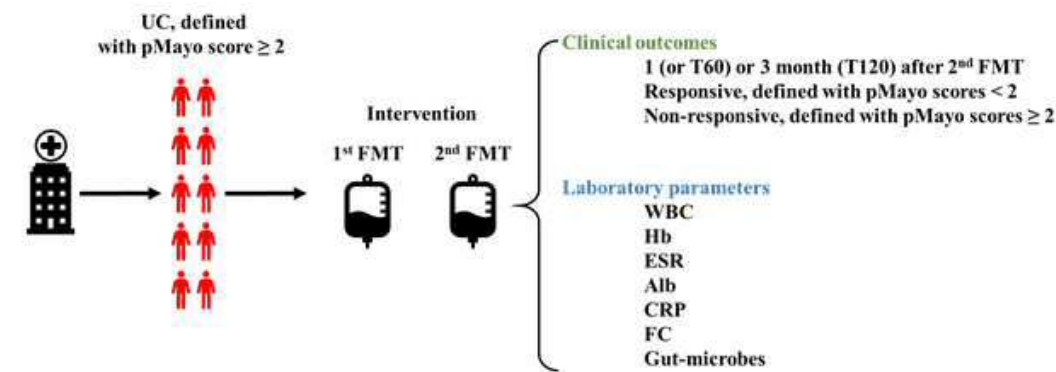 UC, defined
with pMayo score ≥ 2
Intervention
1st FMT
2nd FMT
Clinical outcomes
1 (or T60) or 3 month (T120) after 2nd FMT
Responsive, defined with pMayo scores < 2
Non-responsive, defined with pMayo scores ≥ 2
Laboratory parameters
WBC
Hb
ESR
Alb
CRP
FC
Gut-microbes